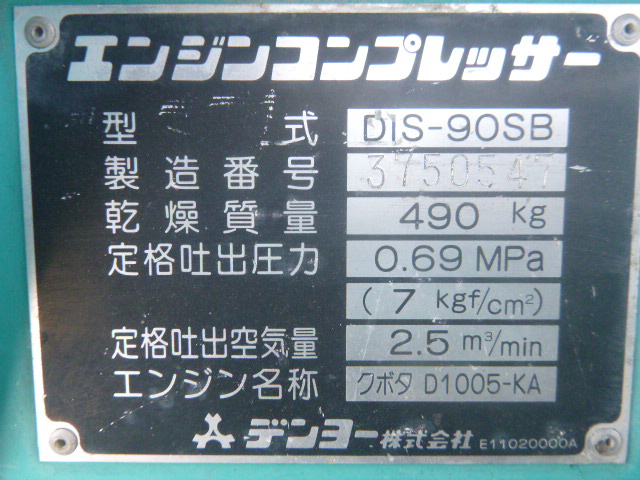 エンジンコンプレッサー
型式 DIS-90SB
製造番号 3750547
乾燥質量 490 kg
定格吐出圧力 0.69 MPa
(7 kgf/cm²)
定格吐出空気量 2.5 m³/min
エンジン名称 クボタ D1005-KA
デンヨー株式会社 E11020000A